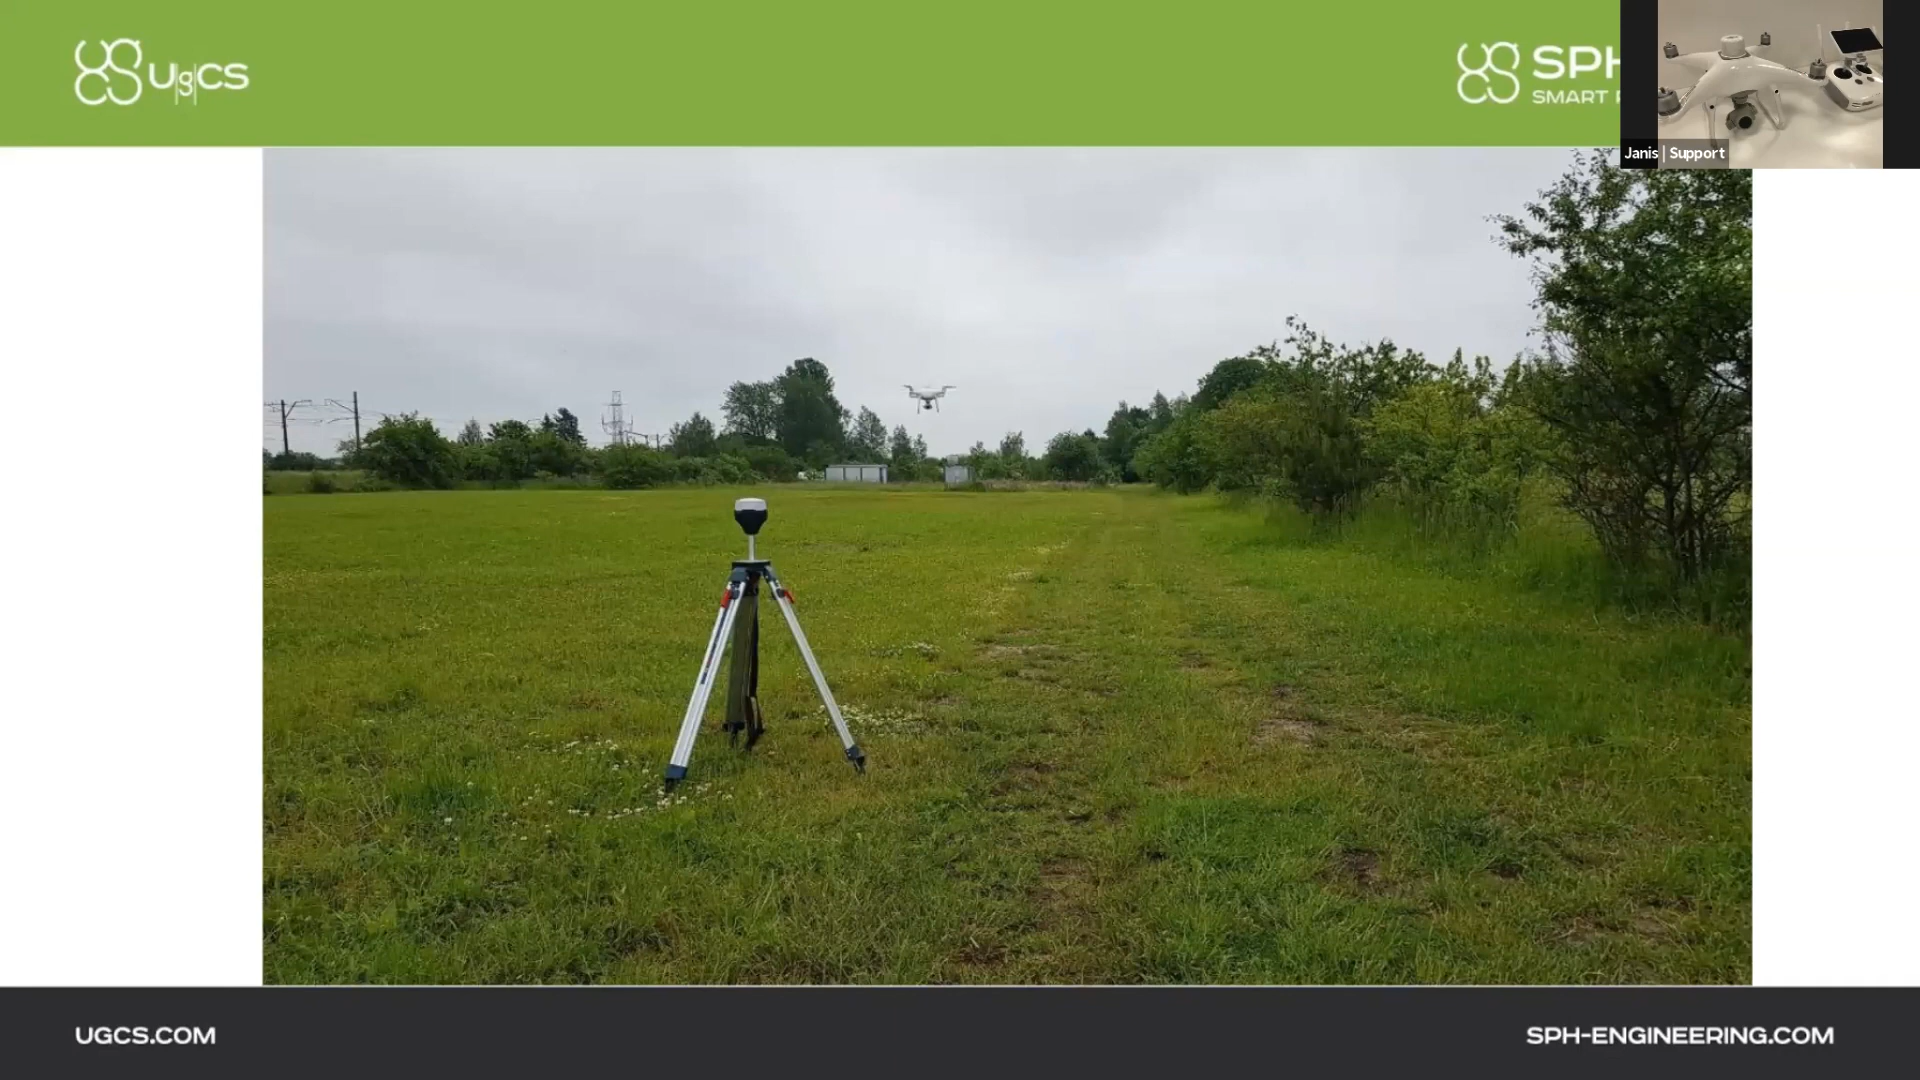 UgCS
SPH
SMART
Janis | Support
UGCS.COM
SPH-ENGINEERING.COM